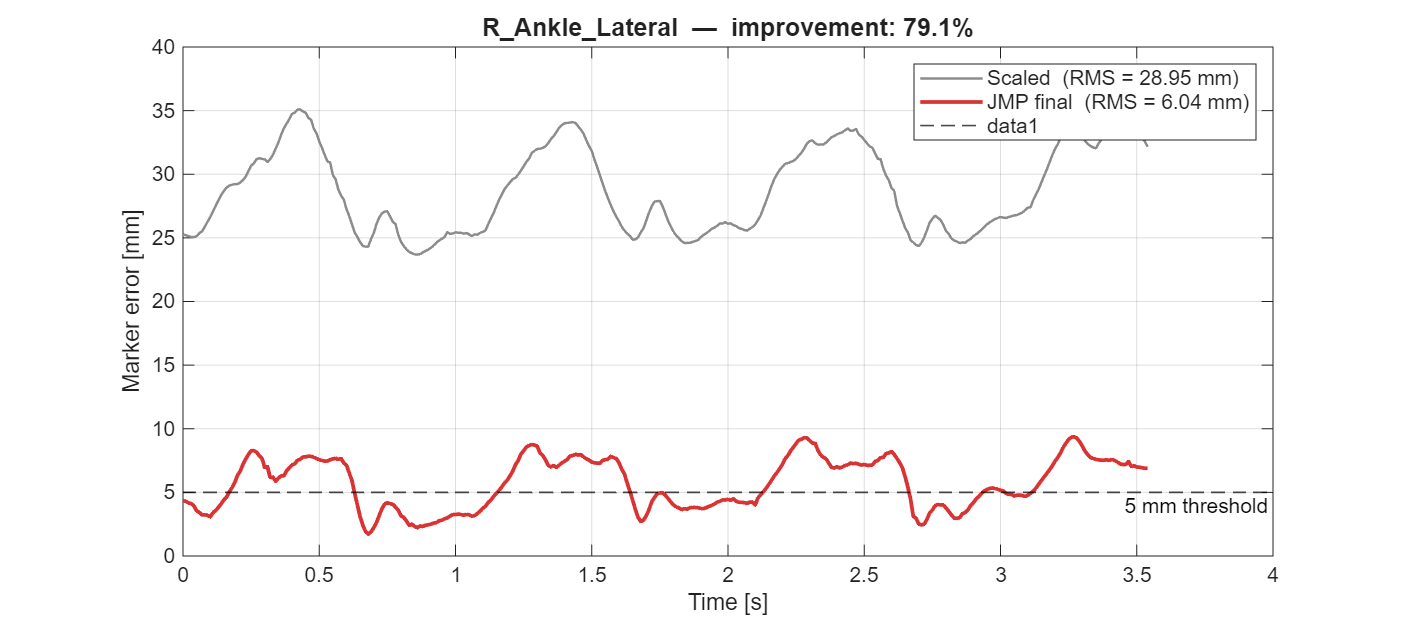 R_Ankle_Lateral — improvement: 79.1%
40
35
30
25
20
15
10
5
0
Marker error [mm]
Scaled (RMS = 28.95 mm)
JMP final (RMS = 6.04 mm)
data1
5 mm threshold
0 0.5 1 1.5 2 2.5 3 3.5 4
Time [s]